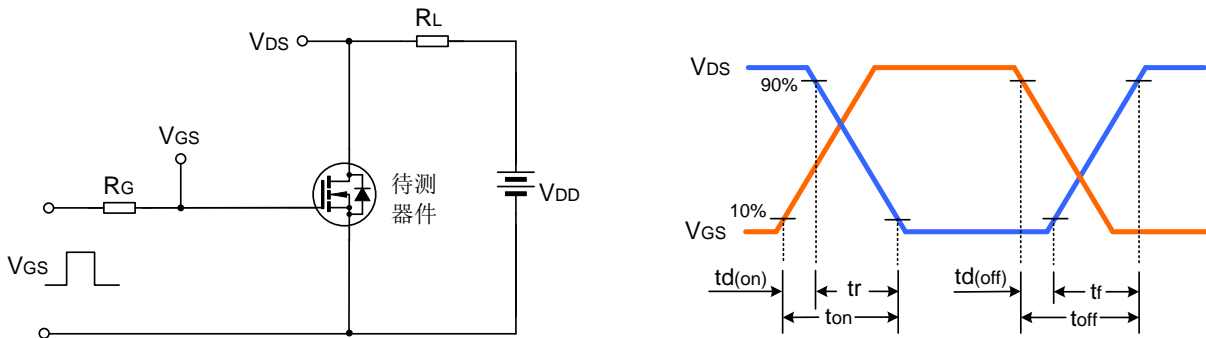 RL
VDS
VGS
RG
待测
器件
VDD
VGS
VDS
90%
10%
VGS
td(on)
tr
ton
td(off)
tf
toff